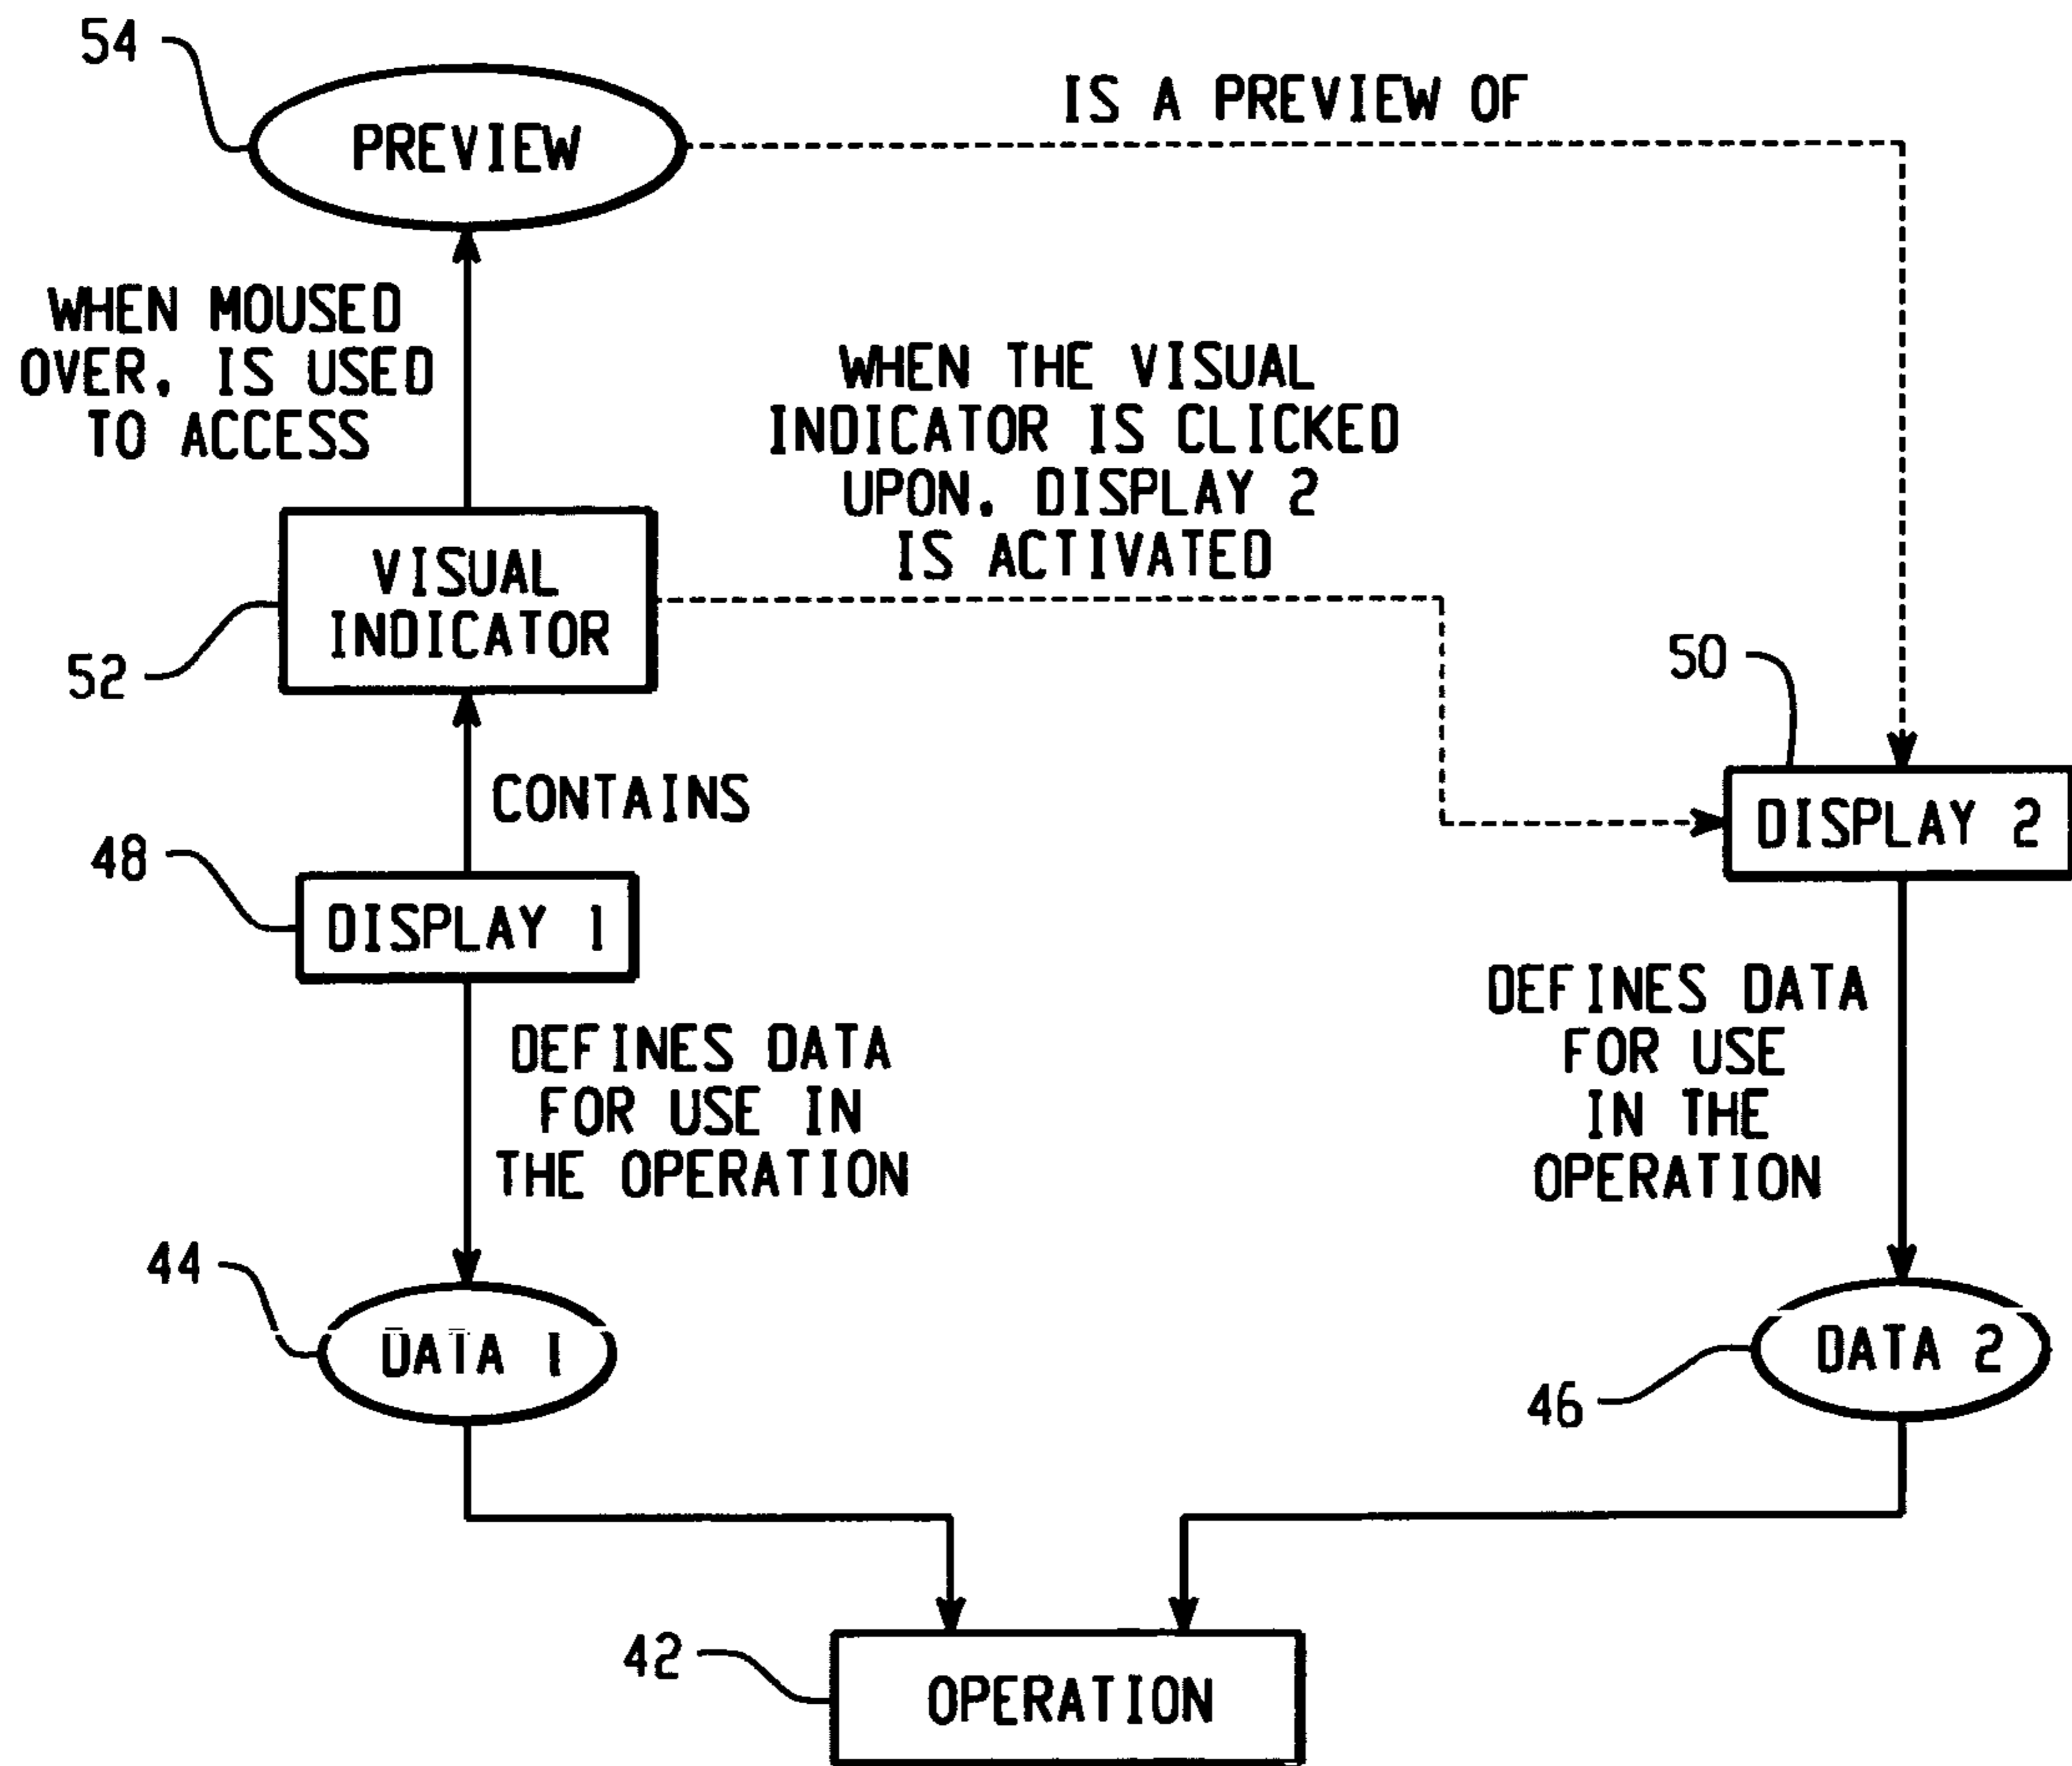 54
PREVIEW
IS A PREVIEW OF
WHEN MOUSED
OVER, IS USED
TO ACCESS
WHEN THE VISUAL
INDICATOR IS CLICKED
UPON, DISPLAY 2
IS ACTIVATED
VISUAL
INDICATOR
52
50
DISPLAY 2
CONTAINS
48
DISPLAY 1
DEFINES DATA
FOR USE IN
THE OPERATION
DEFINES DATA
FOR USE
IN THE
OPERATION
44
DATA 1
DATA 2
46
42
OPERATION